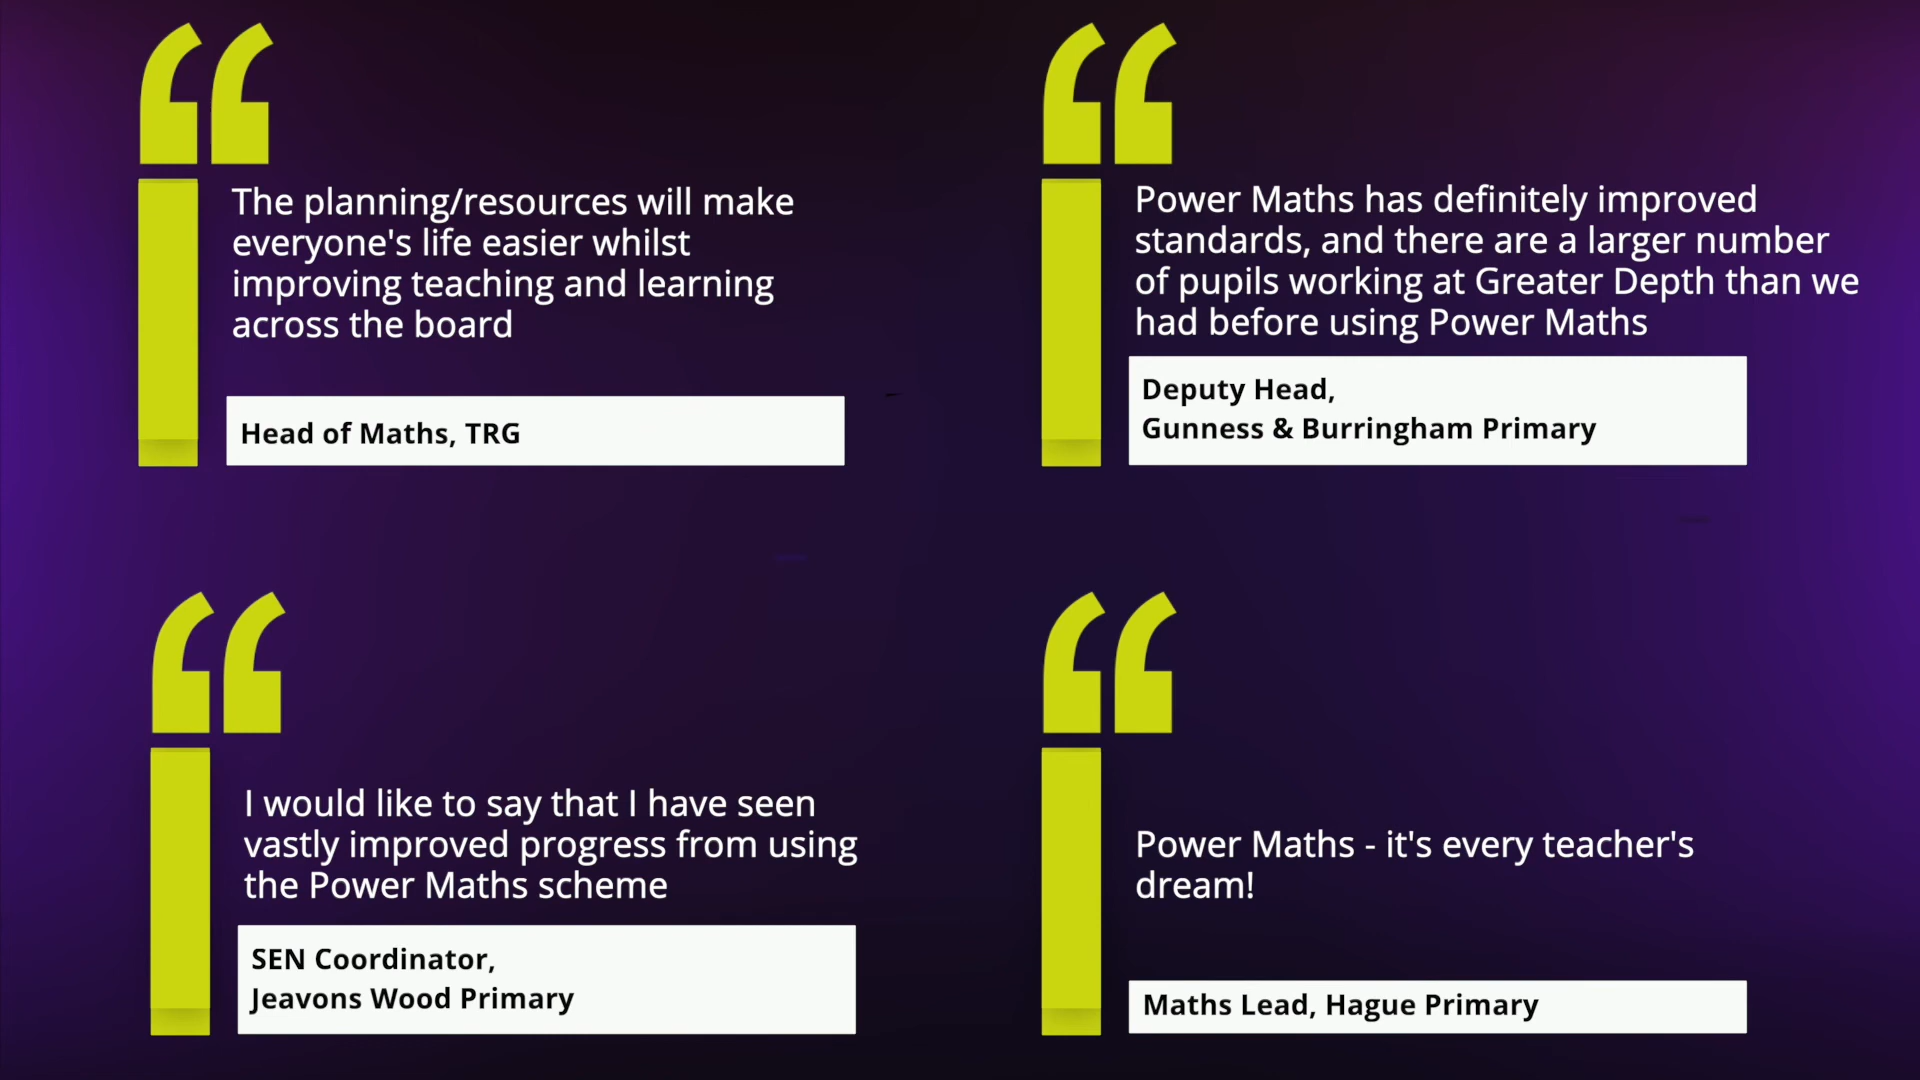 The planning/resources will make
everyone's life easier whilst
improving teaching and learning
across the board
Head of Maths, TRG
Power Maths has definitely improved
standards, and there are a larger number
of pupils working at Greater Depth than we
had before using Power Maths
Deputy Head,
Gunness & Burringham Primary
I would like to say that I have seen
vastly improved progress from using
the Power Maths scheme
SEN Coordinator,
Jeavons Wood Primary
Power Maths - it's every teacher's
dream!
Maths Lead, Hague Primary